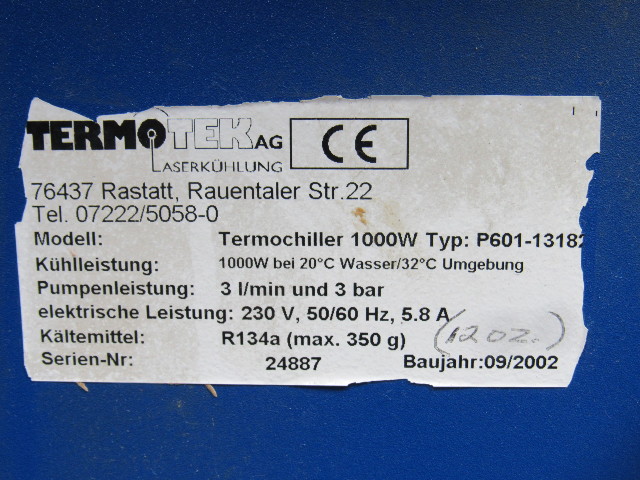 TERMOTEK AG
LASERKÜHLUNG
CE
76437 Rastatt, Rauentaler Str.22
Tel. 07222/5058-0
Modell: Termochiller 1000W Typ: P601-13182
Kühlleistung: 1000W bei 20°C Wasser/32°C Umgebung
Pumpenleistung: 3 l/min und 3 bar
elektrische Leistung: 230 V, 50/60 Hz, 5.8 A
Kältemittel: R134a (max. 350 g) (12 OZ.)
Serien-Nr: 24887 Baujahr:09/2002